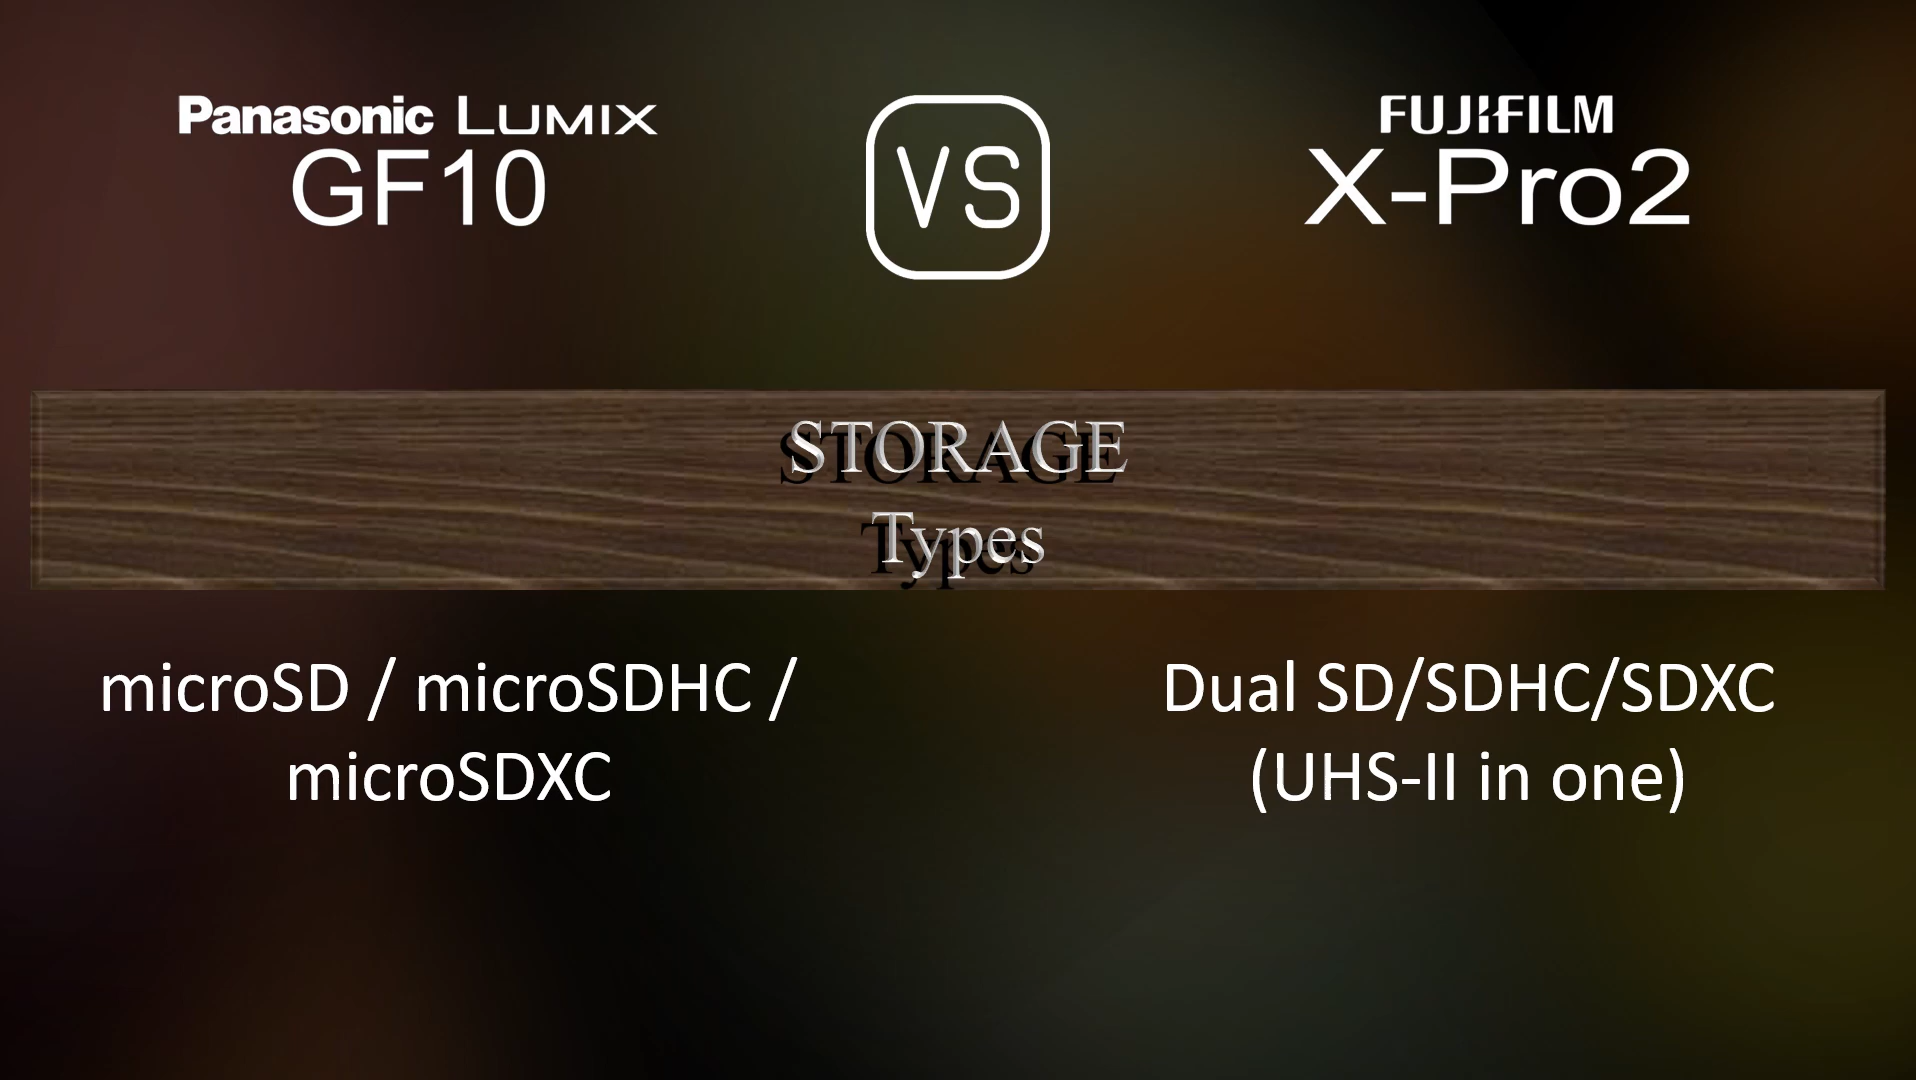 Panasonic LUMIX
GF10
VS
FUJIFILM
X-Pro2
STORAGE
Types
microSD / microSDHC /
microSDXC
Dual SD/SDHC/SDXC
(UHS-II in one)